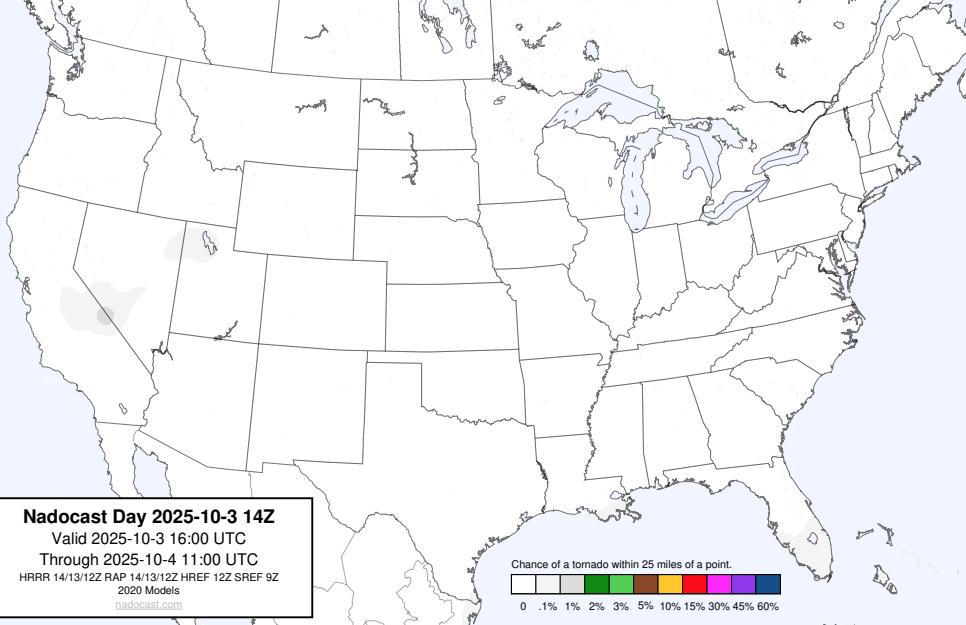 Nadocast Day 2025-10-3 14Z
Valid 2025-10-3 16:00 UTC
Through 2025-10-4 11:00 UTC
HRRR 14/13/12Z RAP 14/13/12Z HREF 12Z SREF 9Z
2020 Models
nadocast.com
Chance of a tornado within 25 miles of a point.
0 .1% 1% 2% 3% 5% 10% 15% 30% 45% 60%